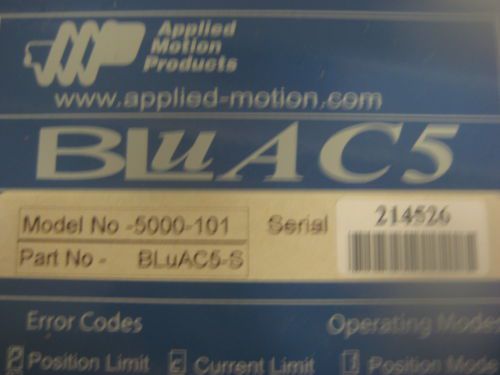 Applied
Motion
Products
www.applied-motion.com
BLuAC5
Model No -5000-101 Serial 214526
Part No - BLuAC5-S
Error Codes Operating Modes
Position Limit Current Limit Position Mode